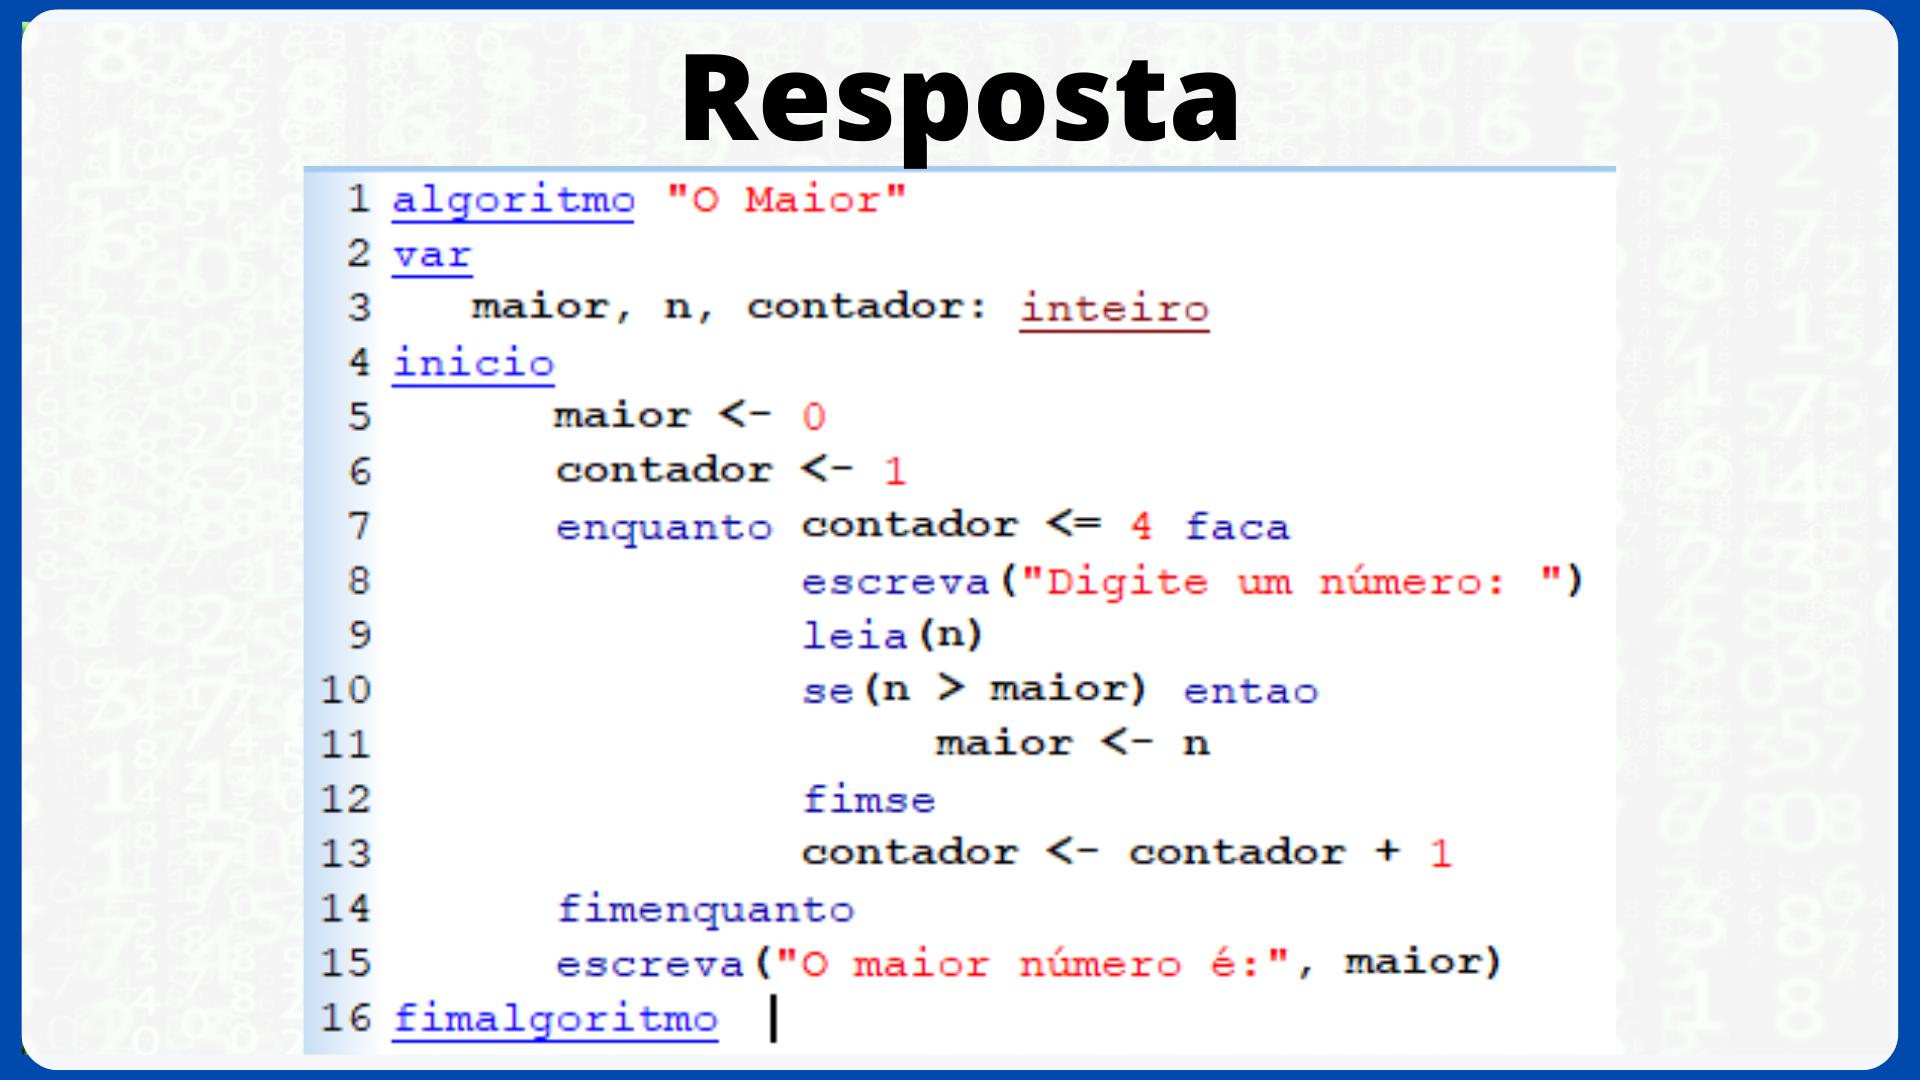 Resposta
1 algoritmo "O Maior"
2 var
3 maior, n, contador: inteiro
4 inicio
5 maior <- 0
6 contador <- 1
7 enquanto contador <= 4 faca
8 escreva("Digite um número: ")
9 leia(n)
10 se(n > maior) entao
11 maior <- n
12 fimse
13 contador <- contador + 1
14 fimenquanto
15 escreva("O maior número é:", maior)
16 fimalgoritmo